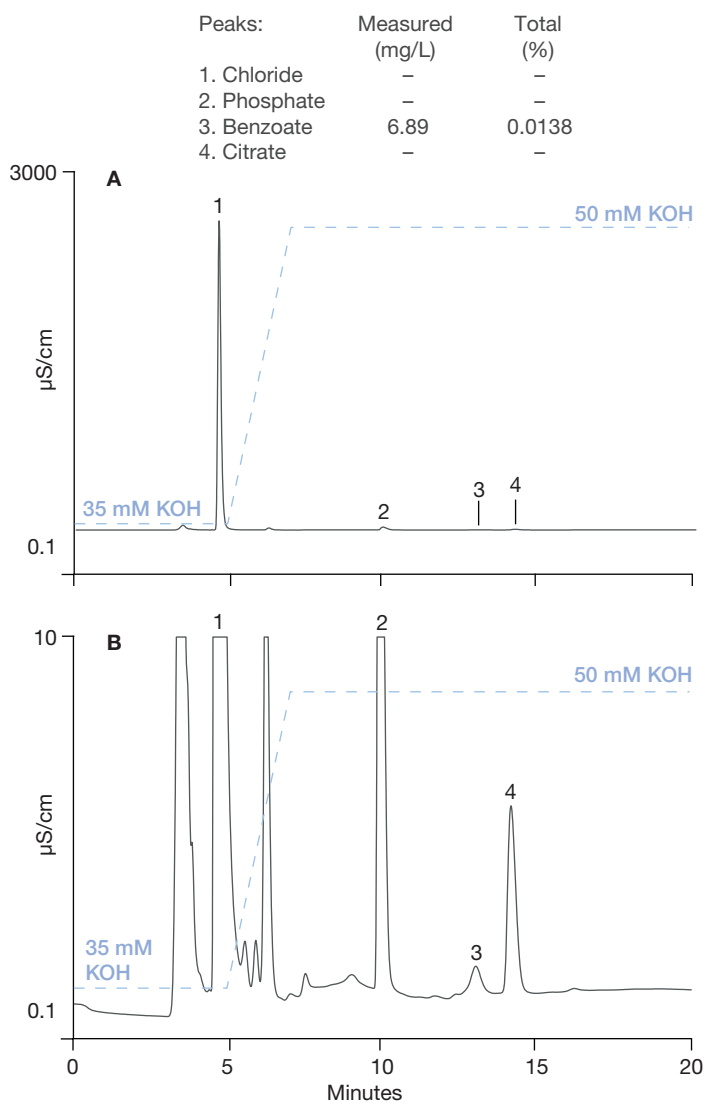 Peaks: Measured Total
(mg/L) (%)
1. Chloride – –
2. Phosphate – –
3. Benzoate 6.89 0.0138
4. Citrate – –
3000
A
1
50 mM KOH
µS/cm
35 mM KOH
2
3
4
0.1
10
B
1
2
50 mM KOH
µS/cm
4
35 mM
KOH
3
0.1
0 5 10 15 20
Minutes